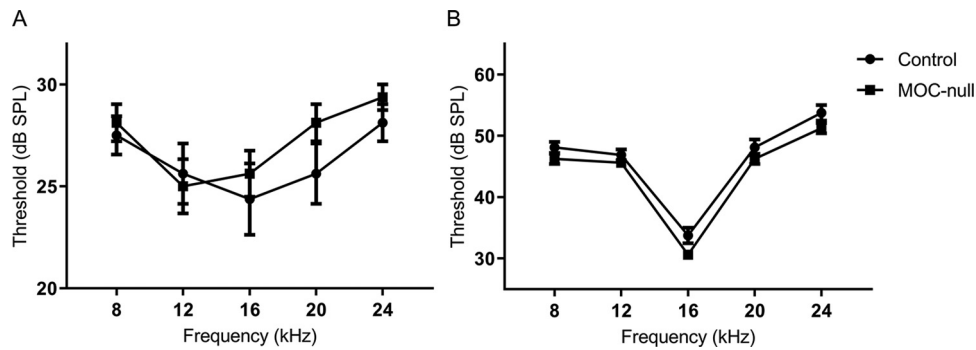 A
Threshold (dB SPL)
30
25
20
8 12 16 20 24
Frequency (kHz)
B
Threshold (dB SPL)
60
50
40
30
8 12 16 20 24
Frequency (kHz)
Control
MOC-null